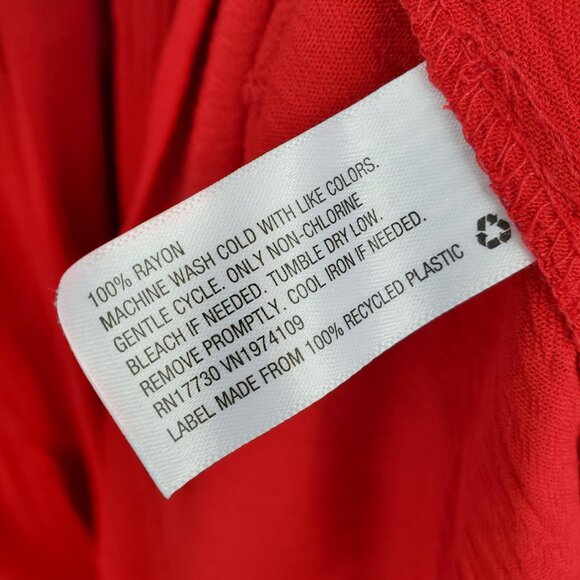 100% RAYON
MACHINE WASH COLD WITH LIKE COLORS.
GENTLE CYCLE. ONLY NON-CHLORINE
BLEACH IF NEEDED. TUMBLE DRY LOW.
REMOVE PROMPTLY. COOL IRON IF NEEDED.
RN17730 VN1974109
LABEL MADE FROM 100% RECYCLED PLASTIC